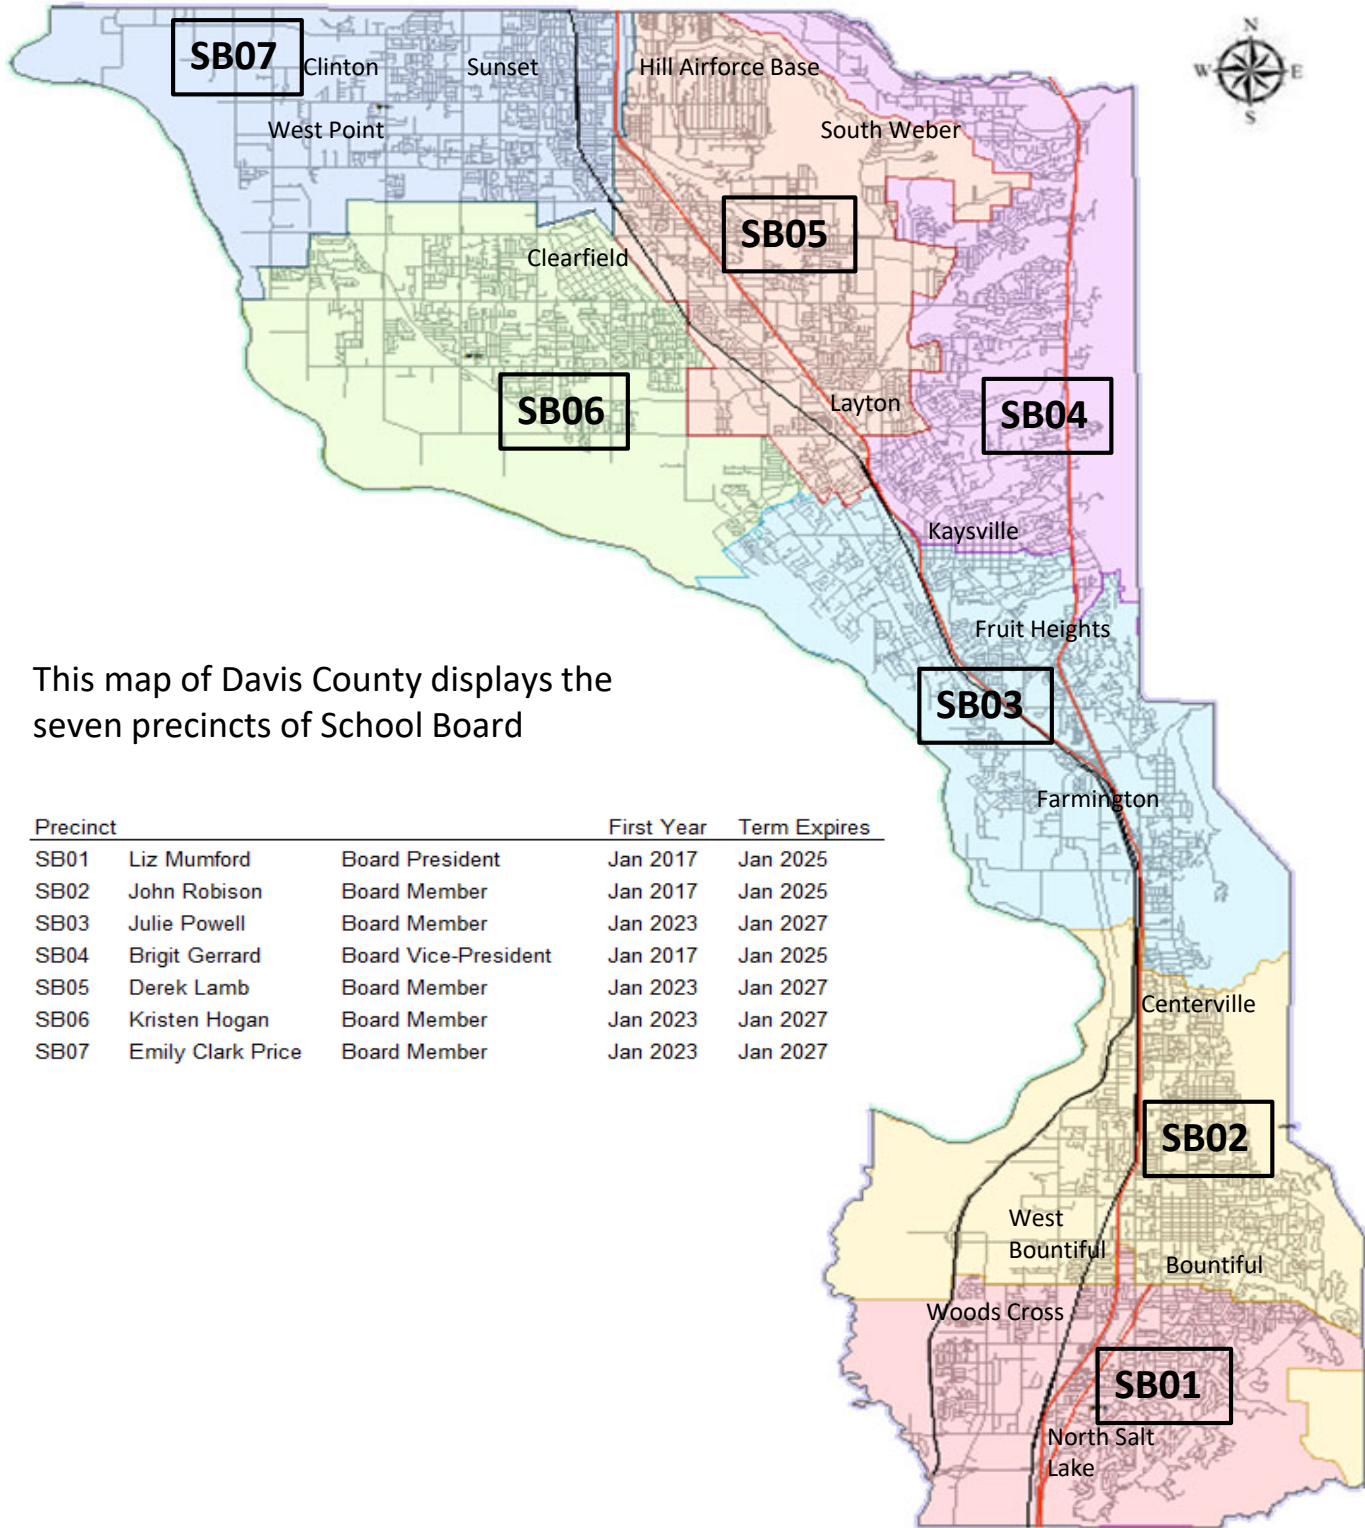 N
W E
S
SB07
Clinton
Sunset
Hill Airforce Base
West Point
South Weber
SB05
Clearfield
SB06
Layton
SB04
Kaysville
Fruit Heights
SB03
Farmington
This map of Davis County displays the
seven precincts of School Board
Precinct First Year Term Expires
SB01 Liz Mumford Board President Jan 2017 Jan 2025
SB02 John Robison Board Member Jan 2017 Jan 2025
SB03 Julie Powell Board Member Jan 2023 Jan 2027
SB04 Brigit Gerrard Board Vice-President Jan 2017 Jan 2025
SB05 Derek Lamb Board Member Jan 2023 Jan 2027
SB06 Kristen Hogan Board Member Jan 2023 Jan 2027
SB07 Emily Clark Price Board Member Jan 2023 Jan 2027
Centerville
SB02
West
Bountiful
Bountiful
Woods Cross
SB01
North Salt
Lake